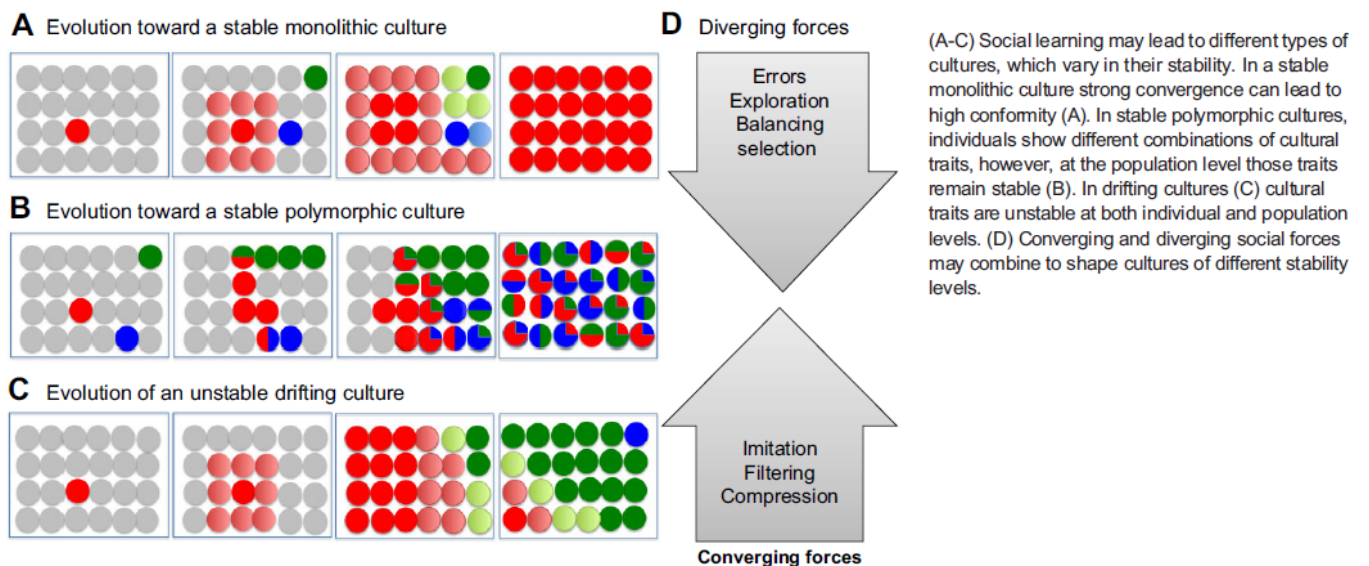 A Evolution toward a stable monolithic culture
B Evolution toward a stable polymorphic culture
C Evolution of an unstable drifting culture
D Diverging forces
Errors
Exploration
Balancing
selection
Imitation
Filtering
Compression
Converging forces
(A-C) Social learning may lead to different types of
cultures, which vary in their stability. In a stable
monolithic culture strong convergence can lead to
high conformity (A). In stable polymorphic cultures,
individuals show different combinations of cultural
traits, however, at the population level those traits
remain stable (B). In drifting cultures (C) cultural
traits are unstable at both individual and population
levels. (D) Converging and diverging social forces
may combine to shape cultures of different stability
levels.